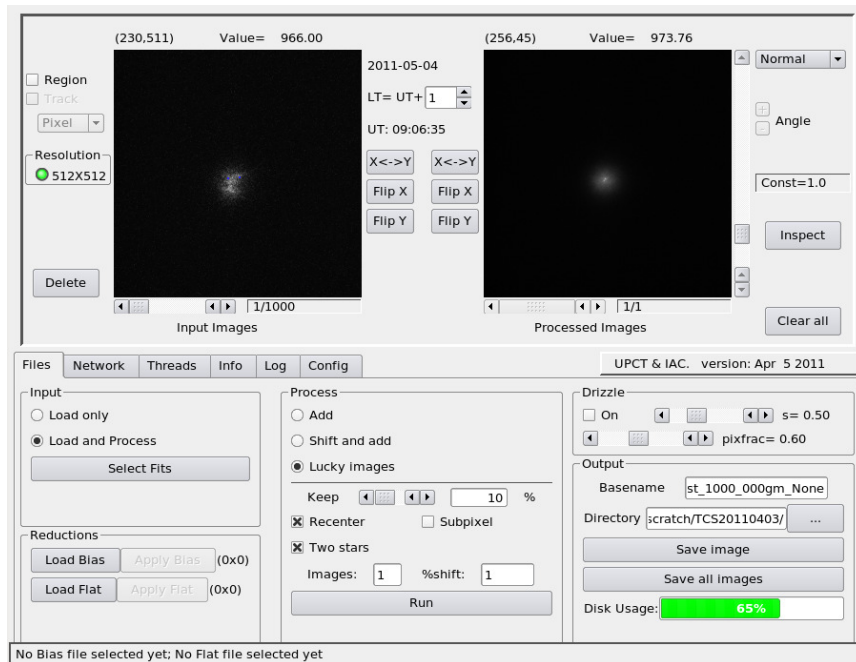 (230,511) Value= 966.00 (256,45) Value= 973.76
Normal
2011-05-04
Region
Track
LT= UT+ 1
Pixel
Angle
UT: 09:06:35
Resolution
512X512
X<->Y X<->Y
Flip X Flip X
Const=1.0
Flip Y Flip Y
Inspect
Delete
1/1000 1/1
Clear all
Input Images Processed Images
Files Network Threads Info Log Config UPCT & IAC. version: Apr 5 2011
Input
Load only
Load and Process
Select Fits
Reductions
Load Bias Apply Bias (0x0)
Load Flat Apply Flat (0x0)
Process
Add
Shift and add
Lucky images
Keep 10 %
Recenter Subpixel
Two stars
Images: 1 %shift: 1
Run
Drizzle
On s= 0.50
pixfrac= 0.60
Output
Basename st_1000_000gm_None
Directory scratch/TCS20110403/ ...
Save image
Save all images
Disk Usage: 65%
No Bias file selected yet; No Flat file selected yet